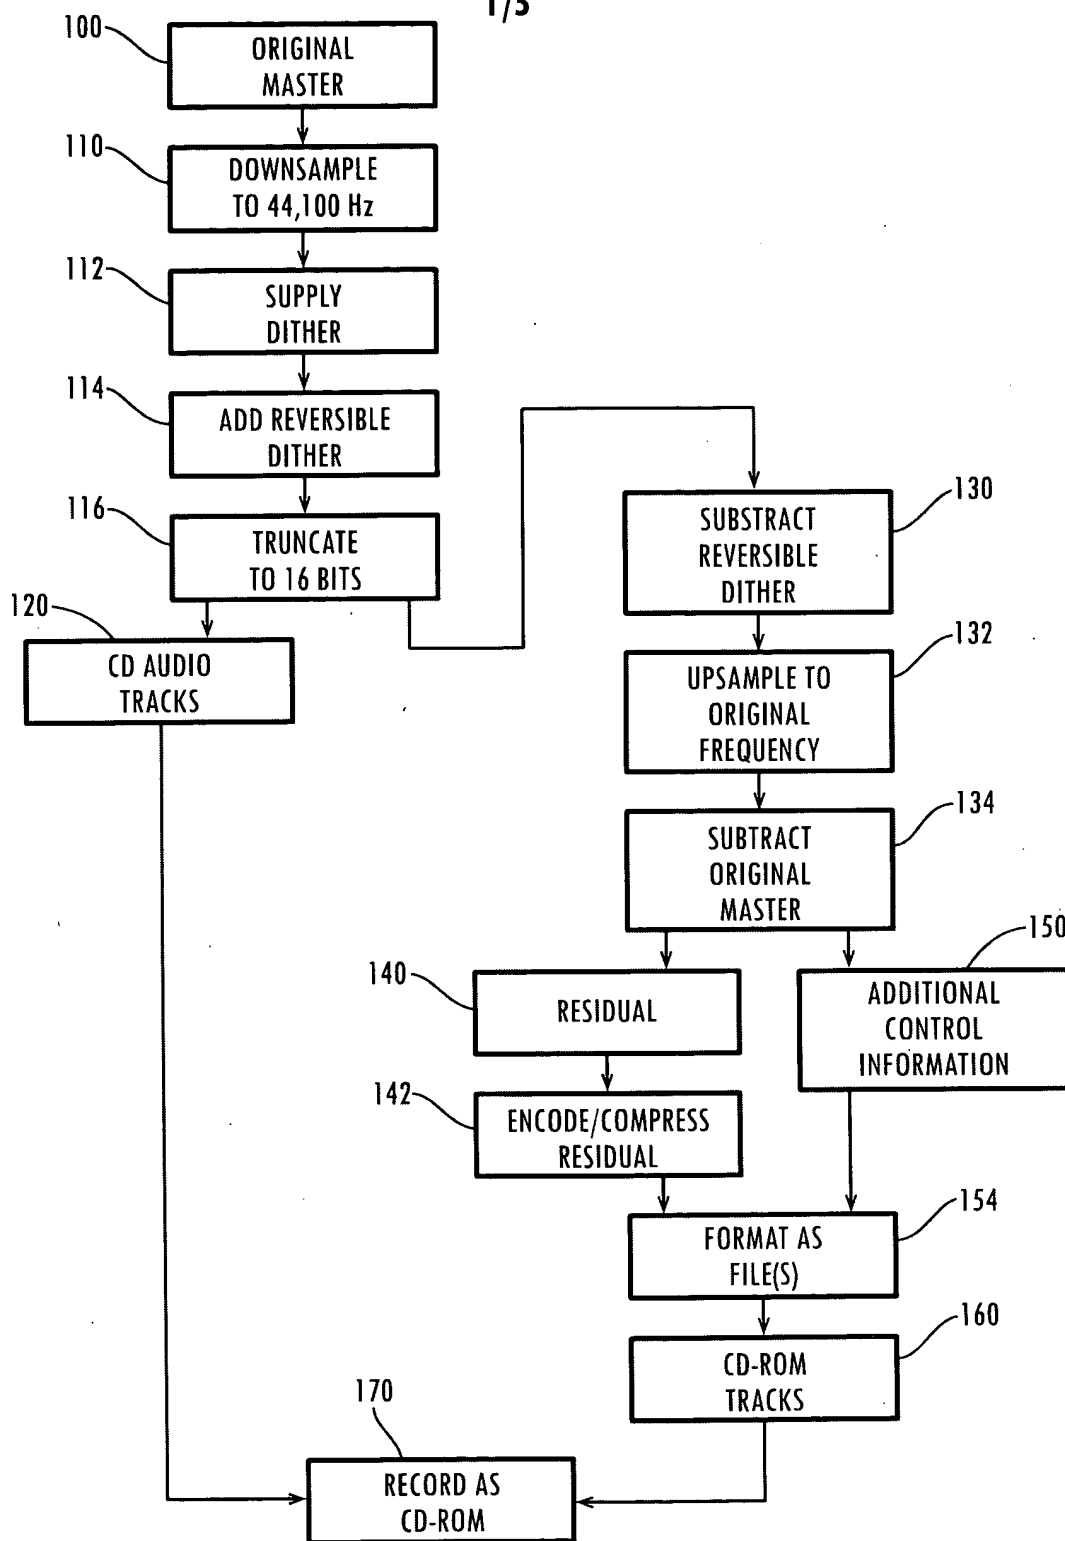 1/5
100
ORIGINAL
MASTER
110
DOWNSAMPLE
TO 44,100 Hz
112
SUPPLY
DITHER
114
ADD REVERSIBLE
DITHER
116
TRUNCATE
TO 16 BITS
120
CD AUDIO
TRACKS
130
SUBSTRACT
REVERSIBLE
DITHER
132
UPSAMPLE TO
ORIGINAL
FREQUENCY
134
SUBTRACT
ORIGINAL
MASTER
140
RESIDUAL
150
ADDITIONAL
CONTROL
INFORMATION
142
ENCODE/COMPRESS
RESIDUAL
154
FORMAT AS
FILE(S)
160
CD-ROM
TRACKS
170
RECORD AS
CD-ROM